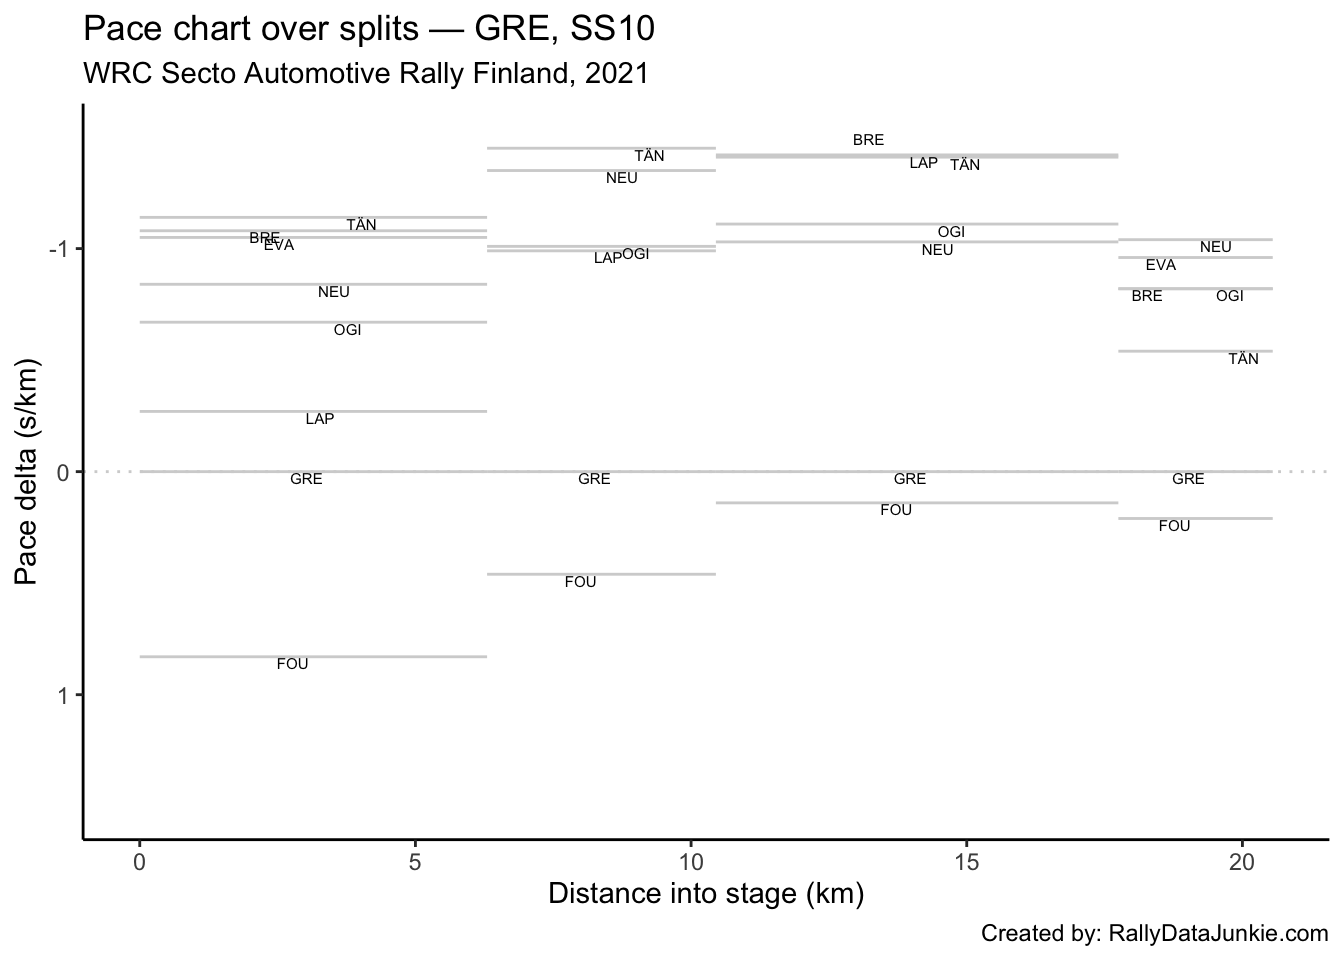 Pace chart over splits — GRE, SS10
WRC Secto Automotive Rally Finland, 2021
BRE
TÄN
LAP TÄN
NEU
TÄN
OGI
BRE
EVA
NEU
-1
OGI
LAP
NEU
EVA
NEU
BRE OGI
OGI
TÄN
LAP
Pace delta (s/km)
0
GRE GRE GRE GRE
FOU
FOU
FOU
FOU
1
0 5 10 15 20
Distance into stage (km)
Created by: RallyDataJunkie.com